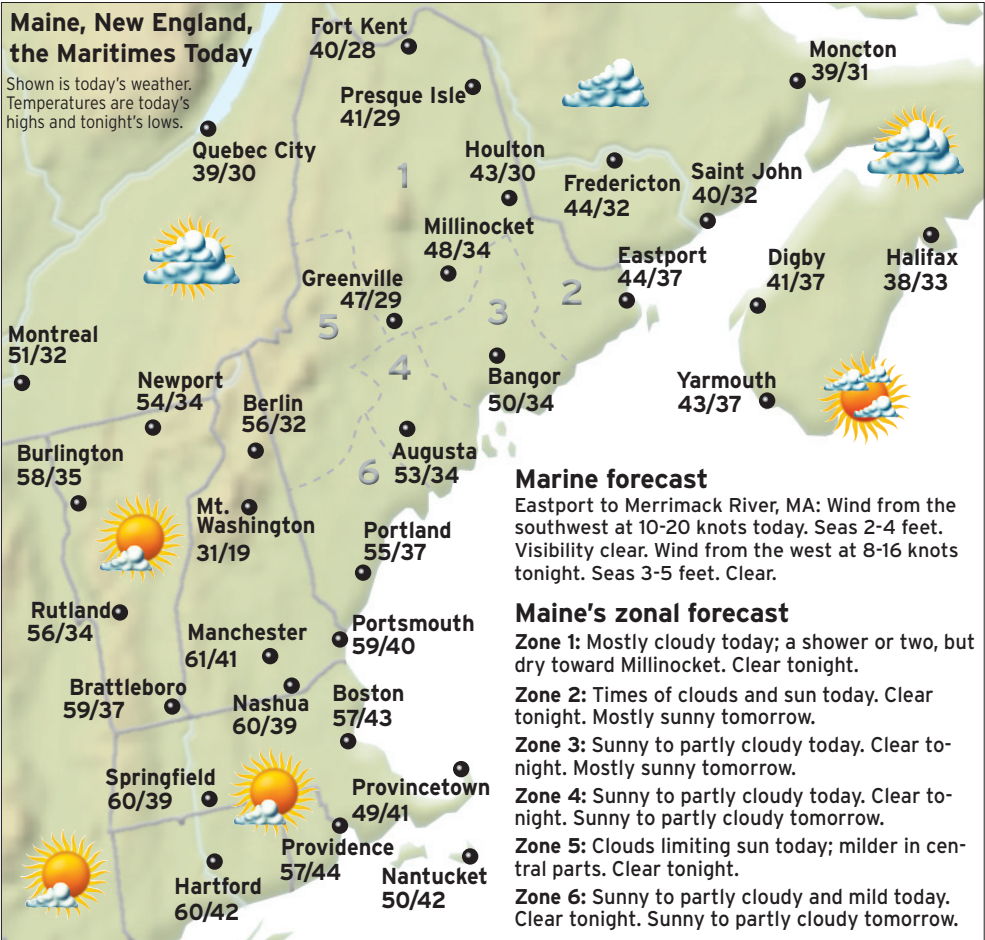 Maine, New England,
the Maritimes Today
Shown is today's weather.
Temperatures are today's
highs and tonight's lows.
Fort Kent
40/28
Moncton
39/31
Presque Isle
41/29
Quebec City
39/30
Houlton
43/30
1
Fredericton
44/32
Saint John
40/32
Millinocket
48/34
Greenville
47/29
Eastport
44/37
Digby
41/37
Halifax
38/33
2
3
5
4
Montreal
51/32
Newport
54/34
Berlin
56/32
Bangor
50/34
Yarmouth
43/37
Burlington
58/35
Augusta
53/34
6
Mt.
Washington
31/19
Portland
55/37
Rutland
56/34
Manchester
61/41
Portsmouth
59/40
Brattleboro
59/37
Nashua
60/39
Boston
57/43
Springfield
60/39
Provincetown
49/41
Providence
57/44
Hartford
60/42
Nantucket
50/42
Marine forecast
Eastport to Merrimack River, MA: Wind from the
southwest at 10-20 knots today. Seas 2-4 feet.
Visibility clear. Wind from the west at 8-16 knots
tonight. Seas 3-5 feet. Clear.
Maine's zonal forecast
Zone 1: Mostly cloudy today; a shower or two, but
dry toward Millinocket. Clear tonight.
Zone 2: Times of clouds and sun today. Clear
tonight. Mostly sunny tomorrow.
Zone 3: Sunny to partly cloudy today. Clear to-
night. Mostly sunny tomorrow.
Zone 4: Sunny to partly cloudy today. Clear to-
night. Sunny to partly cloudy tomorrow.
Zone 5: Clouds limiting sun today; milder in cen-
tral parts. Clear tonight.
Zone 6: Sunny to partly cloudy and mild today.
Clear tonight. Sunny to partly cloudy tomorrow.